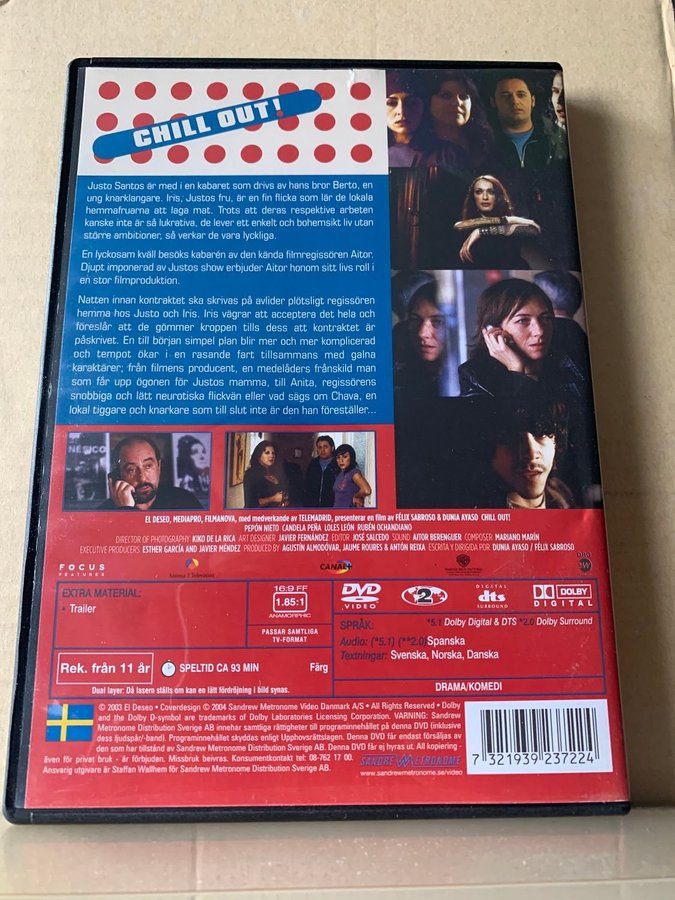 CHILL OUT!
Justo Santos är med i en kabaret som drivs av hans bror Berto, en
ung knarklangare. Iris, Justos fru, är en fin flicka som lär de lokala
hemmafruarna att laga mat. Trots att deras respektive arbeten
kanske inte är så lukrativa, de lever ett enkelt och bohemsikt liv utan
större ambitioner, så verkar de vara lyckliga.
En lyckosam kväll besöks kabarén av den kända filmregissören Aitor.
Djupt imponerad av Justos show erbjuder Aitor honom sitt livs roll i
en stor filmproduktion.
Natten innan kontraktet ska skrivas på avlider plötsligt regissören
hemma hos Justo och Iris. Iris vägrar att acceptera det hela och
föreslår att de gömmer kroppen tills dess att kontraktet är
påskrivet. En till början simpel plan blir mer och mer komplicerad
och tempot ökar i en rasande fart tillsammans med galna
karaktärer; från filmens producent, en medelåders frånskild man
som får upp ögonen för Justos mamma, till Anita, regissörens
snobbiga och lätt neurotiska flickvän eller vad sägs om Chava, en
lokal tiggare och knarkare som till slut inte är den han föreställer...
EL DESEO, MEDIAPRO, FILMANOVA, med medverkande av TELEMADRID, presenterar en film av FÉLIX SABROSO & DUNIA AYASO CHILL OUT!
PEPÓN NIETO CANDELA PEÑA LOLES LEÓN RUBÉN OCHANDIANO
DIRECTOR OF PHOTOGRAPHY KIKO DE LA RICA ART DESIGNER JAVIER FERNÁNDEZ EDITOR JOSÉ SALCEDO SOUND AITOR BERENGUER COMPOSER MARIANO MARÍN
EXECUTIVE PRODUCERS ESTHER GARCÍA AND JAVIER MÉNDEZ PRODUCED BY AGUSTÍN ALMODÓVAR, JAUME ROURES & ANTÓN REIXA ESCRITA Y DIRIGIDA POR DUNIA AYASO / FÉLIX SABROSO
FOCUS
FEATURES
Antena 3 Televisión
CANAL+
EXTRA MATERIAL:
• Trailer
16:9 FF
1.85:1
ANAMORPHIC
PASSAR SAMTLIGA
TV-FORMAT
DVD
VIDEO
2
DIGITAL
dts
SURROUND
DOLBY
DIGITAL
SPRÅK:
*5.1 Dolby Digital & DTS *2.0 Dolby Surround
Audio: (*5.1) (**2.0) Spanska
Textningar: Svenska, Norska, Danska
Rek. från 11 år
SPELTID CA 93 MIN
Färg
DRAMA/KOMEDI
Dual layer: Då lasern ställs om kan en lätt fördröjning i bild synas.
© 2003 El Deseo • Coverdesign © 2004 Sandrew Metronome Video Danmark A/S • All Rights Reserved • Dolby
and the Dolby D-symbol are trademarks of Dolby Laboratories Licensing Corporation. VARNING: Sandrew
Metronome Distribution Sverige AB innehar samtliga rättigheter till programinnehållet på denna DVD (inklusive
dess ljudspår/-band). Programinnehållet skyddas enligt Upphovsrättslagen. Denna DVD får endast försäljas av
den som har tillstånd av Sandrew Metronome Distribution Sverige AB. Denna DVD får ej hyras ut. All kopiering -
även för privat bruk - är förbjuden. Missbruk beivras. Konsumentkontakt tel: 08-762 17 00.
Ansvarig utgivare är Staffan Wallhem för Sandrew Metronome Distribution Sverige AB.
SANDREW METRONOME
www.sandrewmetronome.se/video
7 321939 237224